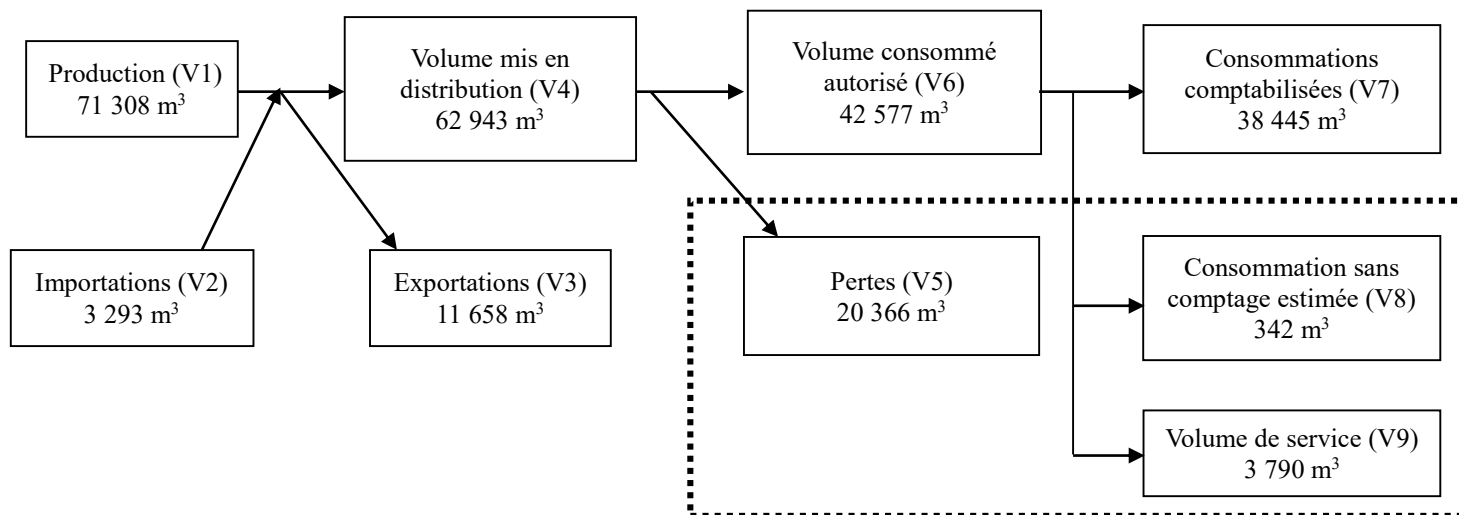 Production (V1)
71 308 m³
Volume mis en
distribution (V4)
62 943 m³
Volume consommé
autorisé (V6)
42 577 m³
Consommations
comptabilisées (V7)
38 445 m³
Importations (V2)
3 293 m³
Exportations (V3)
11 658 m³
Pertes (V5)
20 366 m³
Consommation sans
comptage estimée (V8)
342 m³
Volume de service (V9)
3 790 m³